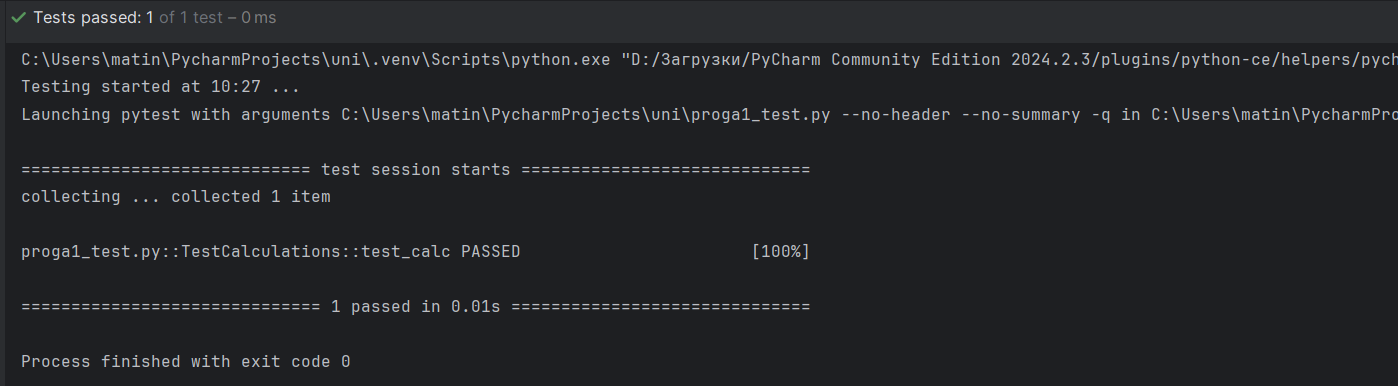 Tests passed: 1 of 1 test – 0 ms
C:\Users\matin\PycharmProjects\uni\.venv\Scripts\python.exe "D:/Загрузки/PyCharm Community Edition 2024.2.3/plugins/python-ce/helpers/pych
Testing started at 10:27 ...
Launching pytest with arguments C:\Users\matin\PycharmProjects\uni\proga1_test.py --no-header --no-summary -q in C:\Users\matin\PycharmPro
============================= test session starts =============================
collecting ... collected 1 item
proga1_test.py::TestCalculations::test_calc PASSED                       [100%]
============================== 1 passed in 0.01s ==============================
Process finished with exit code 0